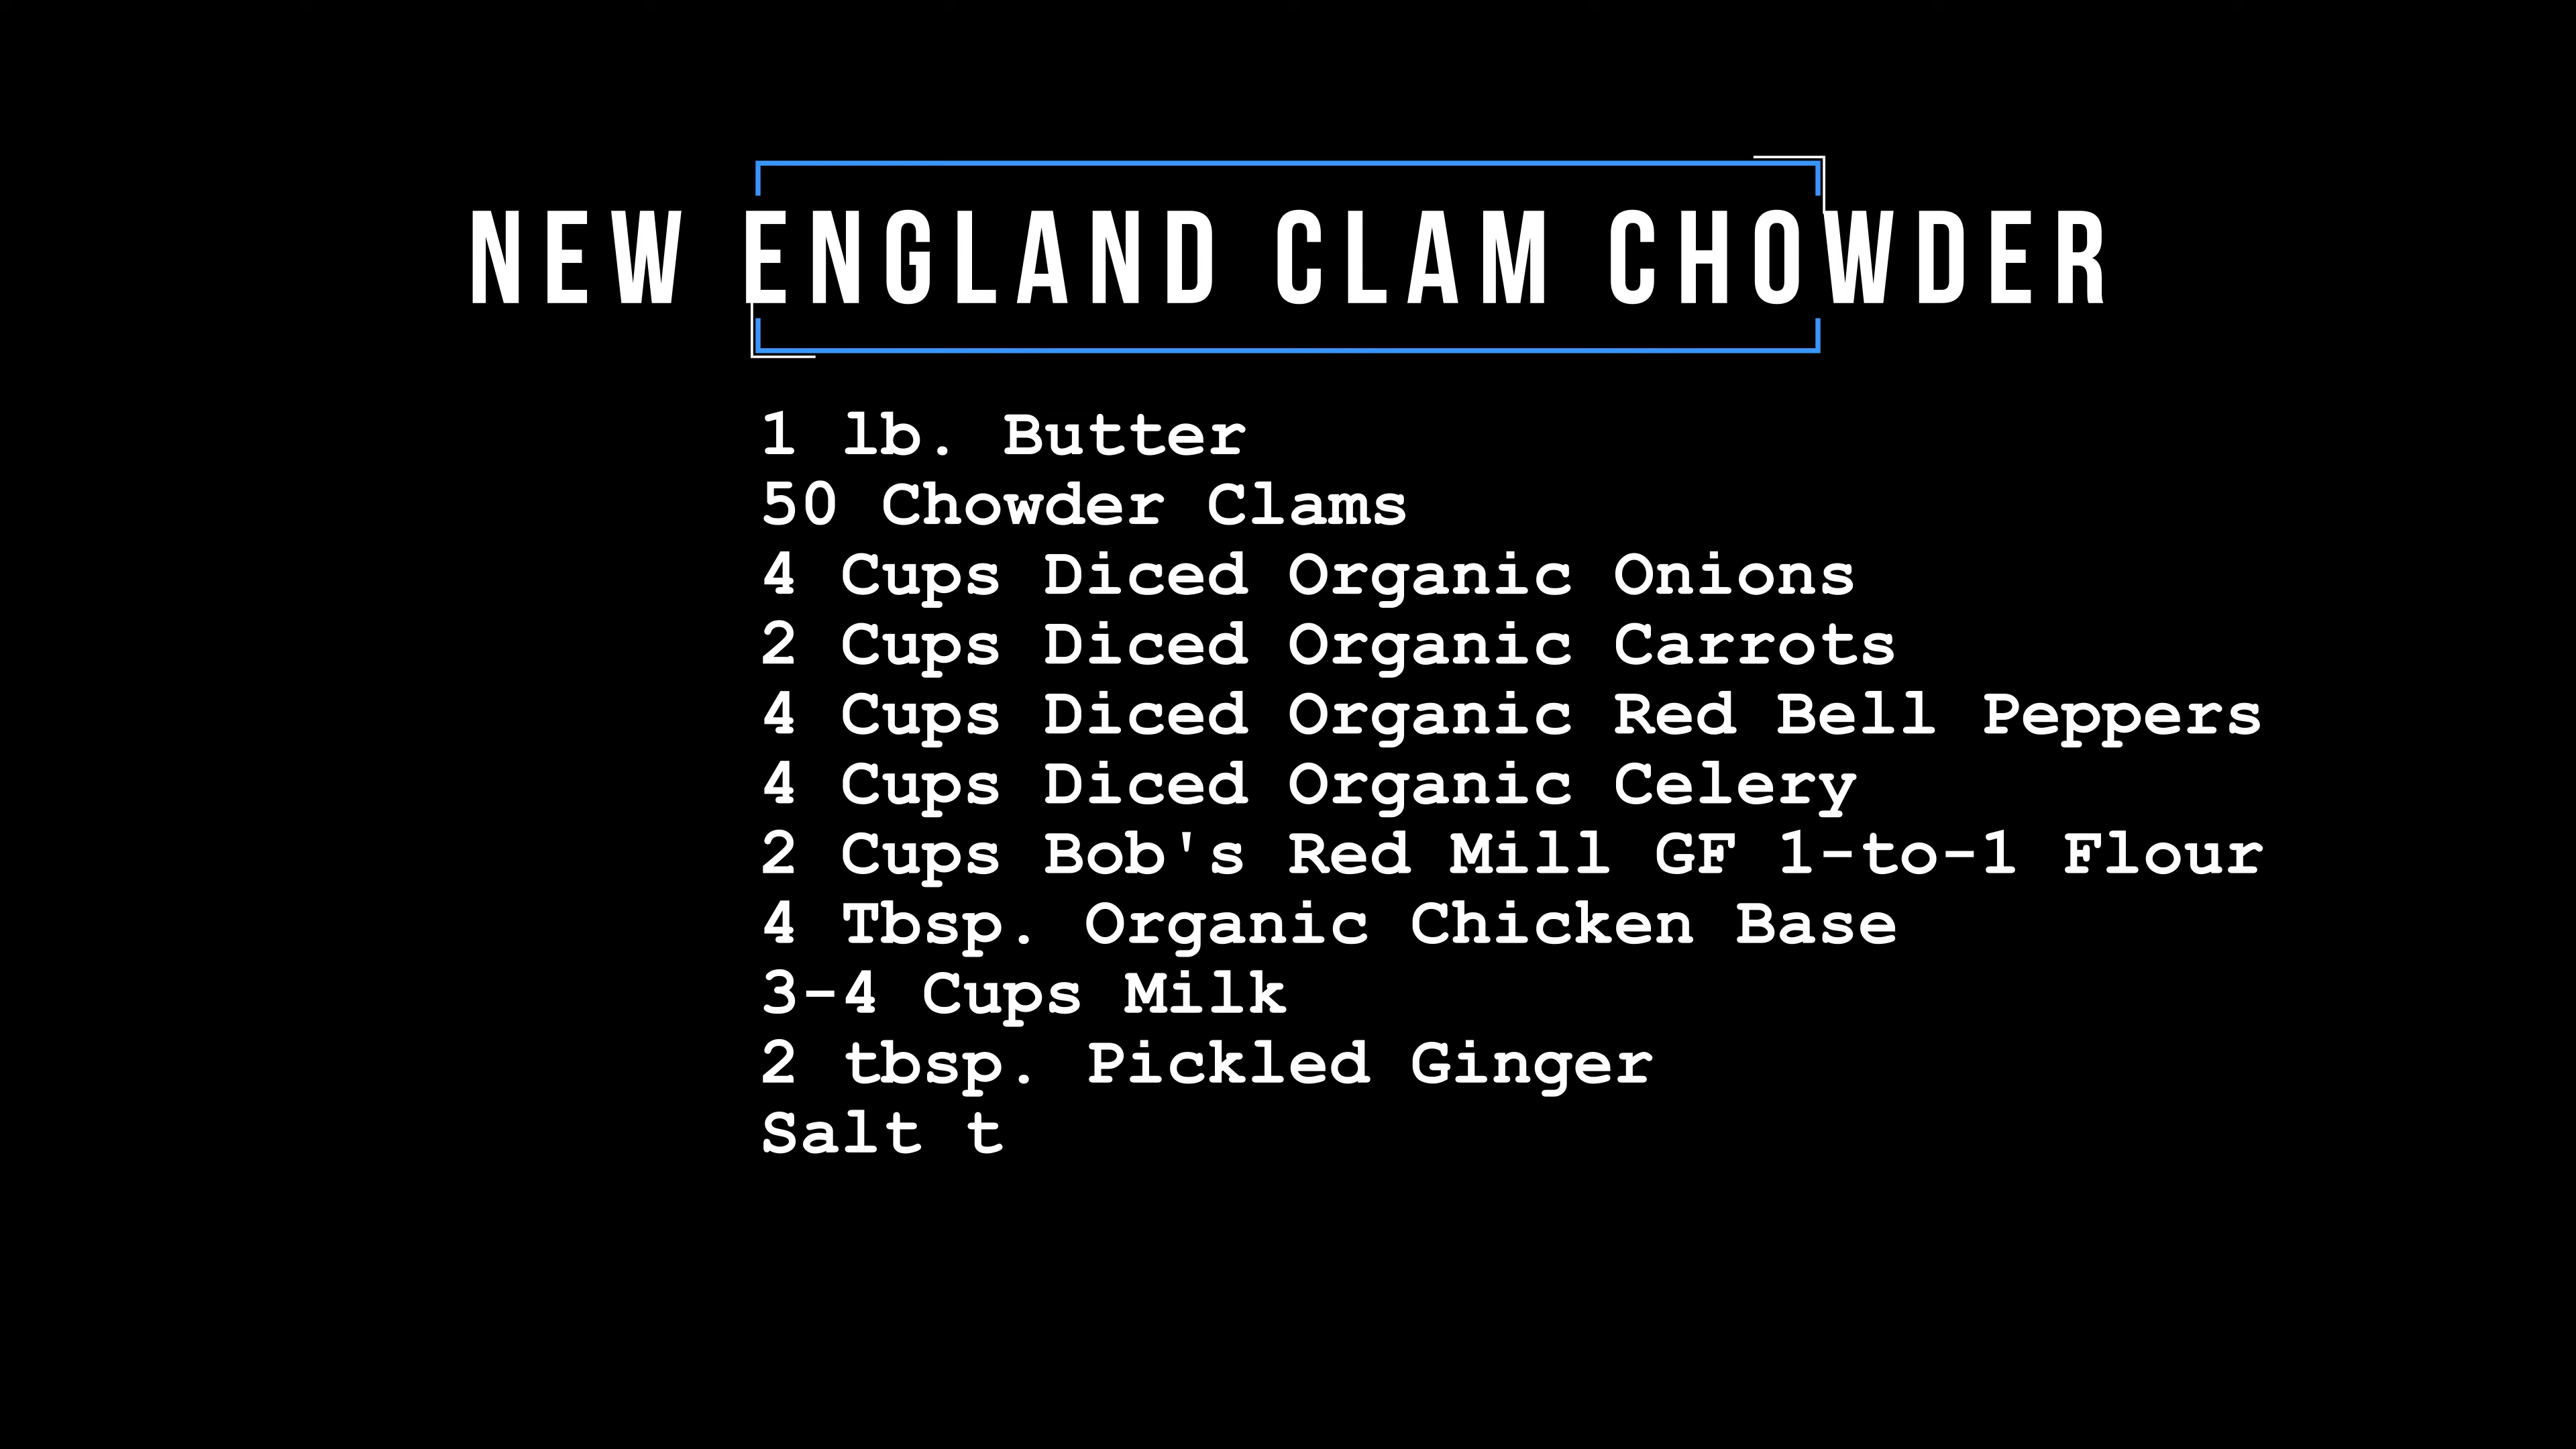 NEW ENGLAND CLAM CHOWDER
1 lb. Butter
50 Chowder Clams
4 Cups Diced Organic Onions
2 Cups Diced Organic Carrots
4 Cups Diced Organic Red Bell Peppers
4 Cups Diced Organic Celery
2 Cups Bob's Red Mill GF 1-to-1 Flour
4 Tbsp. Organic Chicken Base
3-4 Cups Milk
2 tbsp. Pickled Ginger
Salt t